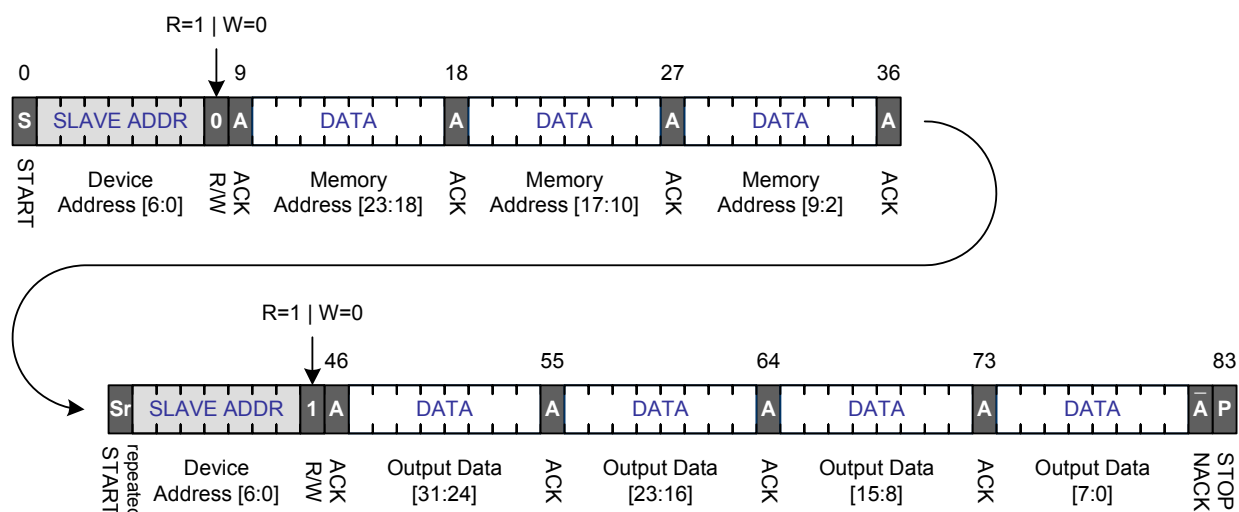 R=1 | W=0
0 9 18 27 36
S SLAVE ADDR 0 A DATA A DATA A DATA A
START
Device
Address [6:0]
R/W
ACK
Memory
Address [23:18]
ACK
Memory
Address [17:10]
ACK
Memory
Address [9:2]
ACK
R=1 | W=0
46 55 64 73 83
Sr SLAVE ADDR 1 A DATA A DATA A DATA A DATA A̅ P
repeated
START
Device
Address [6:0]
R/W
ACK
Output Data
[31:24]
ACK
Output Data
[23:16]
ACK
Output Data
[15:8]
ACK
Output Data
[7:0]
NACK
STOP